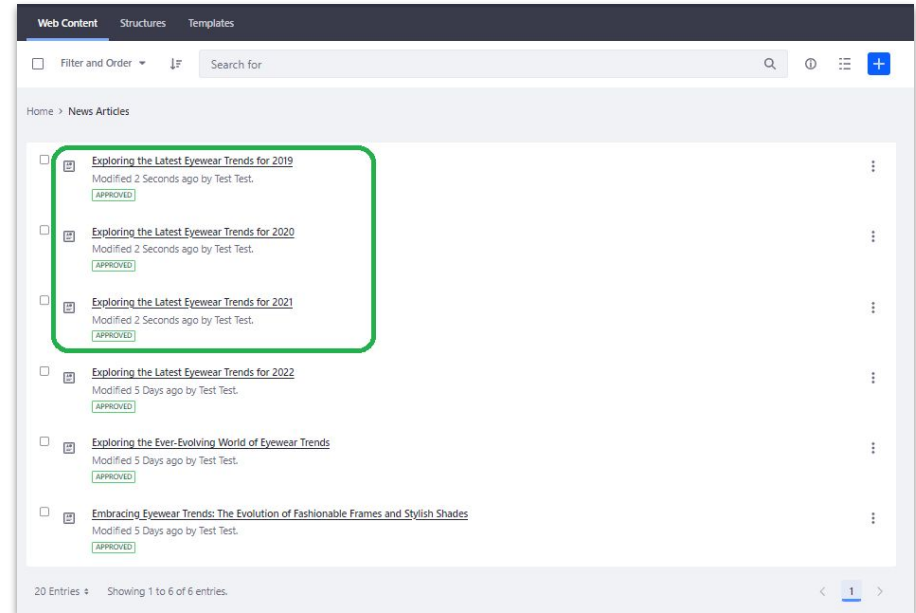 Web Content Structures Templates
Filter and Order Search for
Home > News Articles
Exploring the Latest Eyewear Trends for 2019
Modified 2 Seconds ago by Test Test.
APPROVED
Exploring the Latest Eyewear Trends for 2020
Modified 2 Seconds ago by Test Test.
APPROVED
Exploring the Latest Eyewear Trends for 2021
Modified 2 Seconds ago by Test Test.
APPROVED
Exploring the Latest Eyewear Trends for 2022
Modified 5 Days ago by Test Test.
APPROVED
Exploring the Ever-Evolving World of Eyewear Trends
Modified 5 Days ago by Test Test.
APPROVED
Embracing Eyewear Trends: The Evolution of Fashionable Frames and Stylish Shades
Modified 5 Days ago by Test Test.
APPROVED
20 Entries Showing 1 to 6 of 6 entries. 1